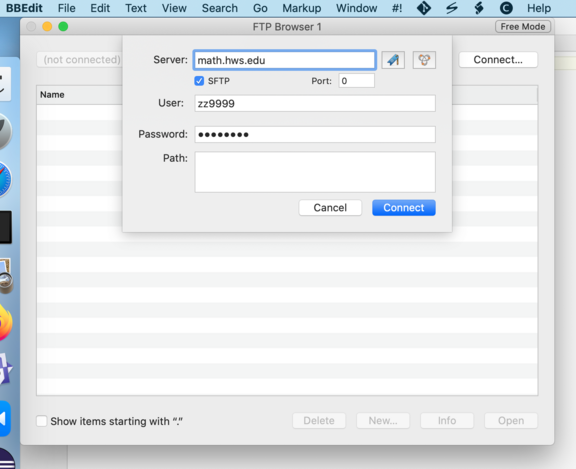 BBEdit File Edit Text View Search Go Markup Window #! Help
FTP Browser 1
Free Mode
(not connected)
Server: math.hws.edu
Connect...
SFTP Port: 0
Name
User: zz9999
Password: ●●●●●●●●
Path:
Cancel Connect
Show items starting with “.”
Delete New... Info Open